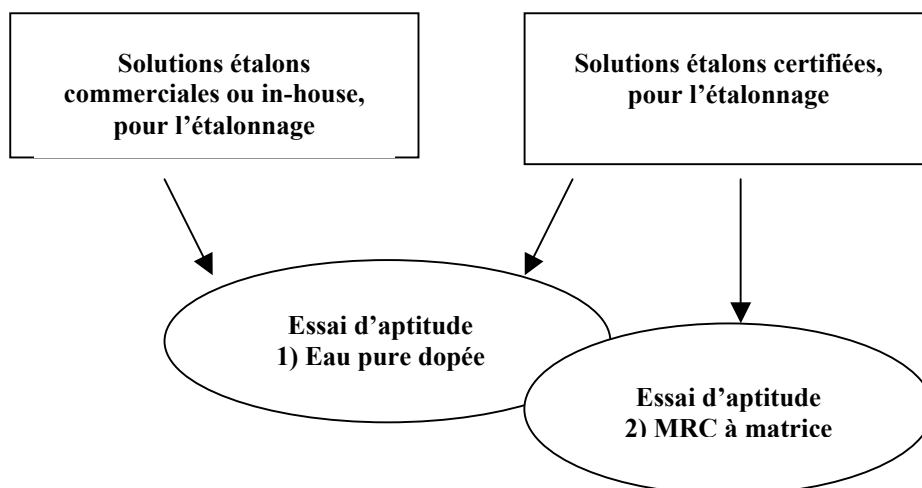 Solutions étalons
commerciales ou in-house,
pour l’étalonnage
Solutions étalons certifiées,
pour l’étalonnage
Essai d’aptitude
1) Eau pure dopée
Essai d’aptitude
2) MRC à matrice